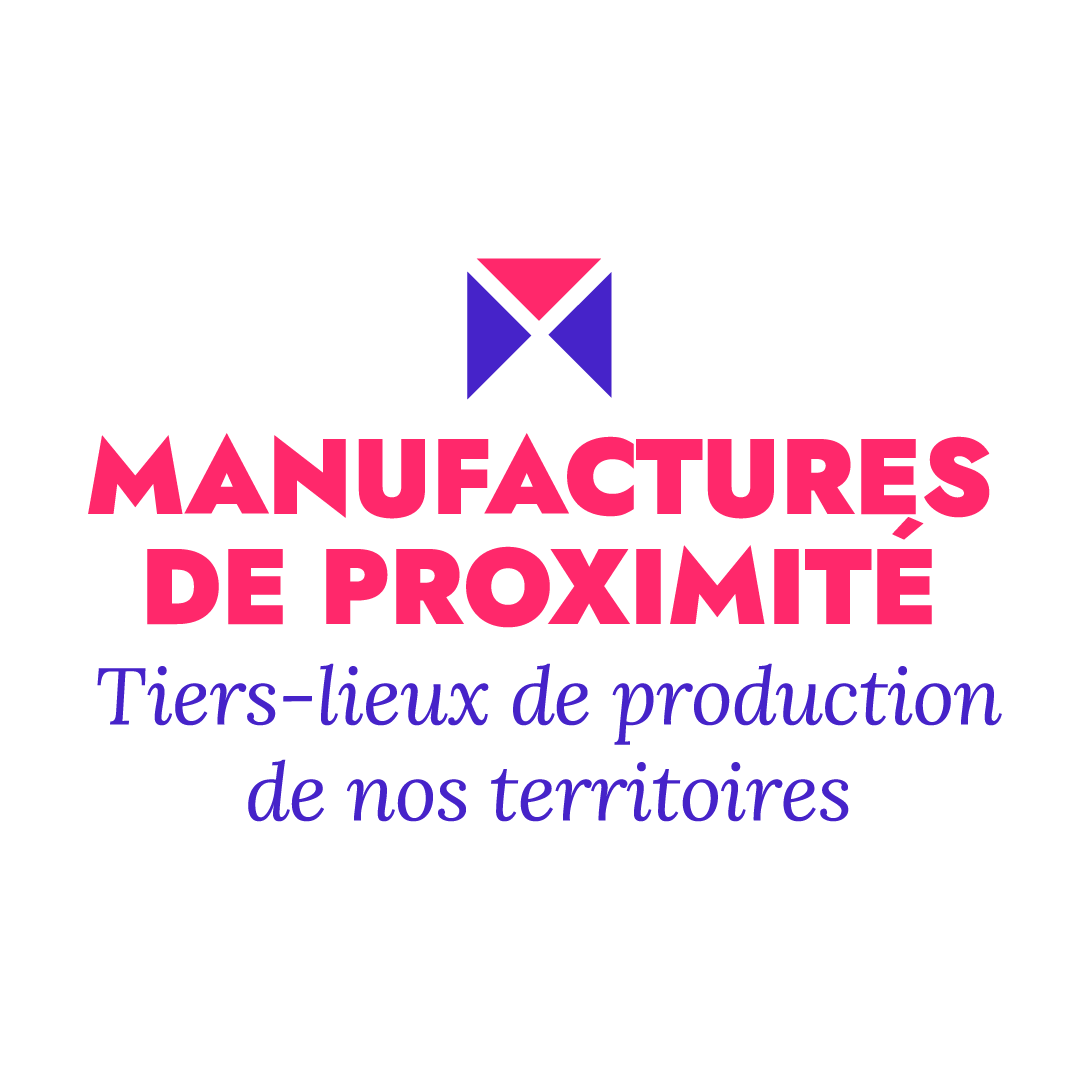 MANUFACTURES
DE PROXIMITÉ
Tiers-lieux de production
de nos territoires